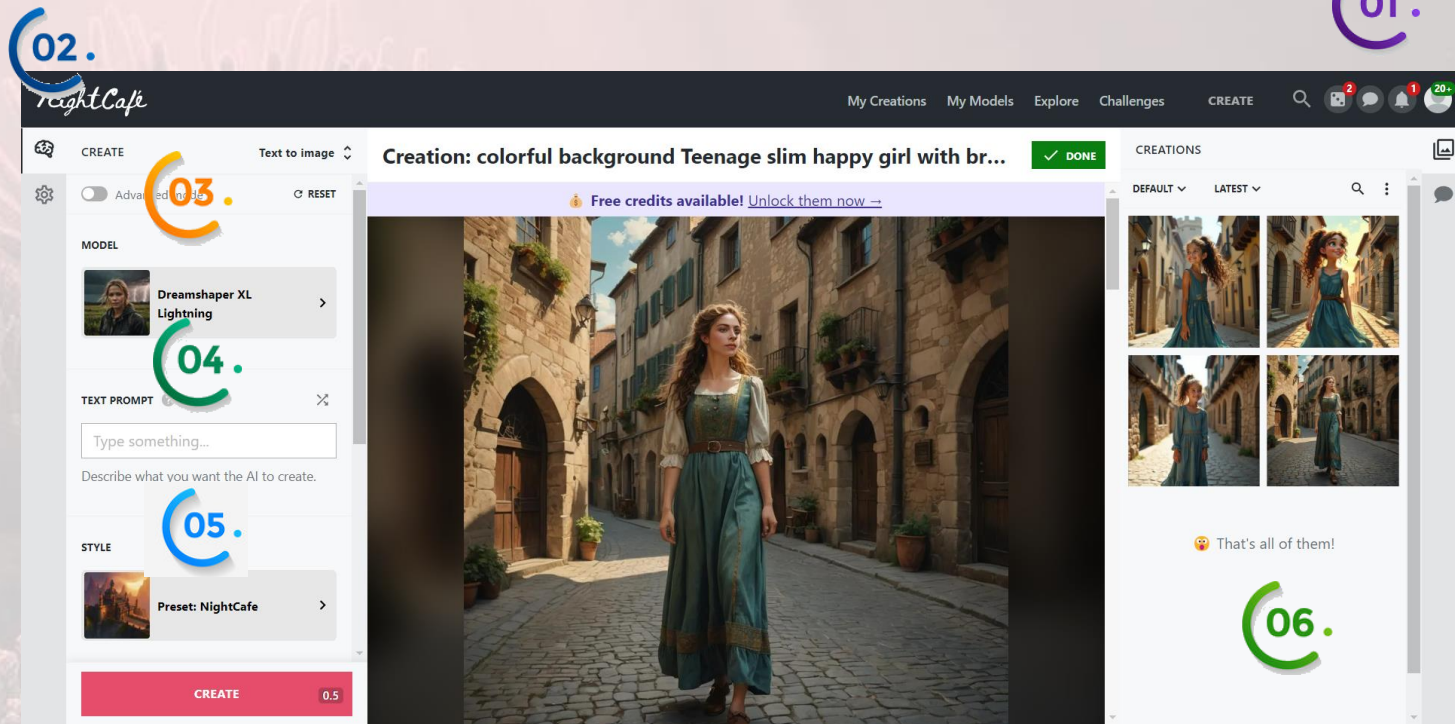 01.
02.
NightCafé
My Creations My Models Explore Challenges CREATE 2 1 20+
CREATE Text to image
Creation: colorful background Teenage slim happy girl with br... DONE
CREATIONS
Advanced mode RESET
03.
Free credits available! Unlock them now →
DEFAULT LATEST
MODEL
Dreamshaper XL
Lightning
04.
TEXT PROMPT
Type something...
Describe what you want the AI to create.
05.
STYLE
That's all of them!
Preset: NightCafe
06.
CREATE 0.5